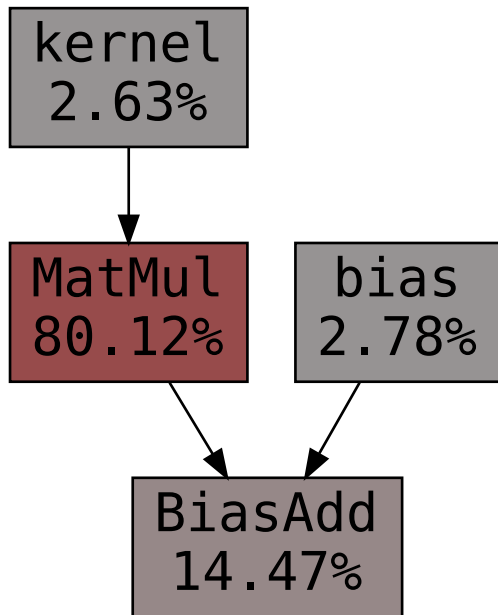 kernel
2.63%
MatMul
80.12%
bias
2.78%
BiasAdd
14.47%